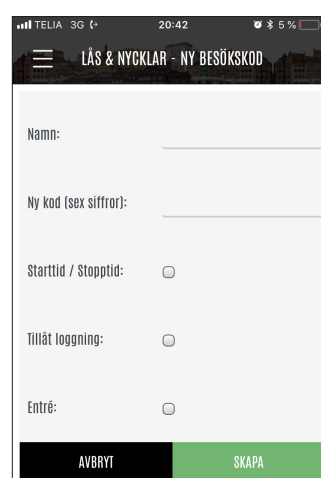 TELIA 3G 20:42 5 %
LÅS & NYCKLAR - NY BESÖKSKOD
Namn:
Ny kod (sex siffror):
Starttid / Stopptid:
Tillåt loggning:
Entré:
AVBRYT SKAPA